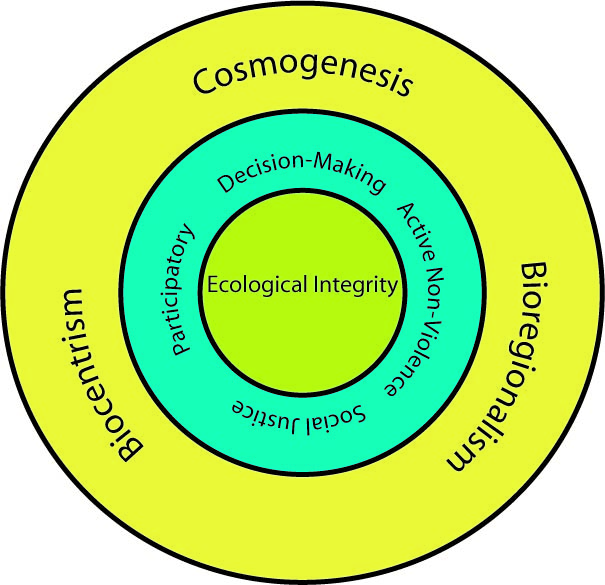 Cosmogenesis
Bioregionalism
Biocentrism
Participatory Decision-Making
Active Non-Violence
Social Justice
Ecological Integrity